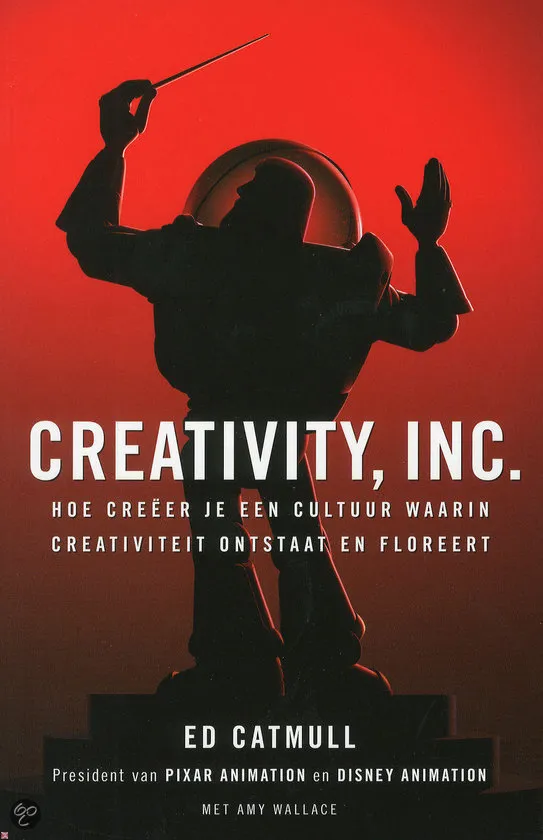 CREATIVITY, INC.
HOE CREËER JE EEN CULTUUR WAARIN
CREATIVITEIT ONTSTAAT EN FLOREERT
ED CATMULL
President van PIXAR ANIMATION en DISNEY ANIMATION
MET AMY WALLACE